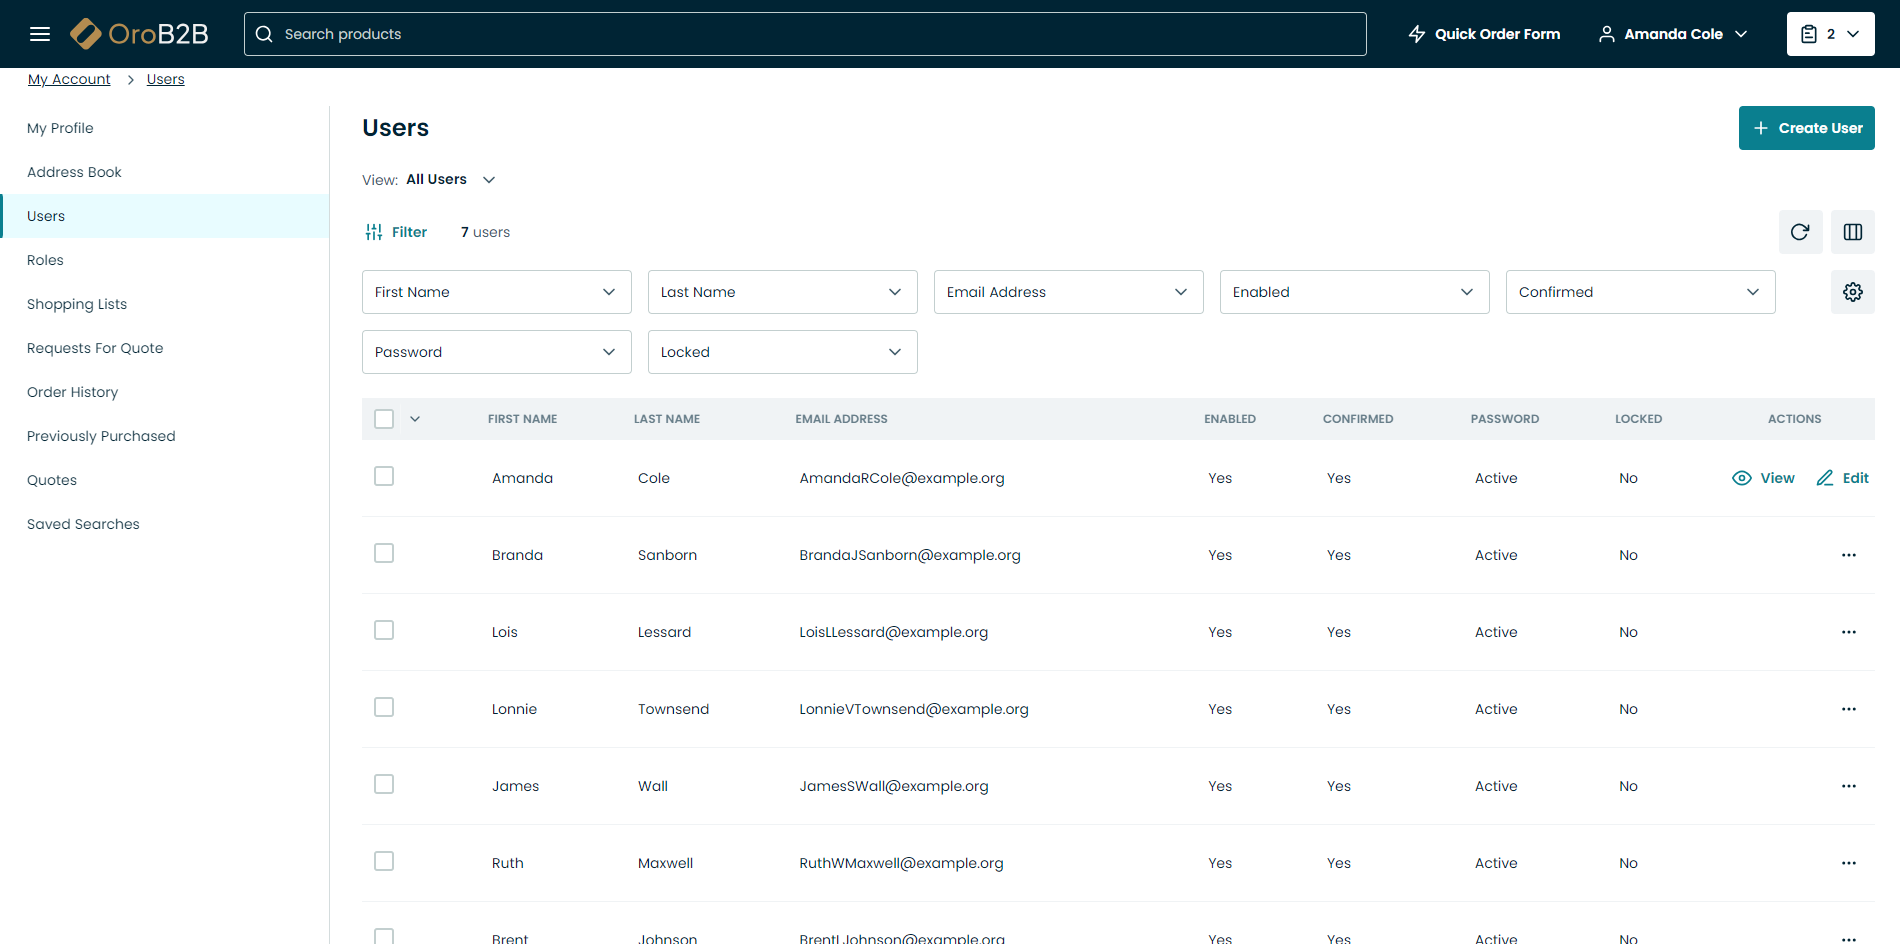 OroB2B
Search products
Quick Order Form
Amanda Cole
2
My Account > Users
My Profile
Address Book
Users
Roles
Shopping Lists
Requests For Quote
Order History
Previously Purchased
Quotes
Saved Searches
Users
+ Create User
View: All Users
Filter
7 users
First Name
Last Name
Email Address
Enabled
Confirmed
Password
Locked
FIRST NAME LAST NAME EMAIL ADDRESS ENABLED CONFIRMED PASSWORD LOCKED ACTIONS
Amanda Cole AmandaRCole@example.org Yes Yes Active No View Edit
Branda Sanborn BrandaJSanborn@example.org Yes Yes Active No ...
Lois Lessard LoisLLessard@example.org Yes Yes Active No ...
Lonnie Townsend LonnieVTownsend@example.org Yes Yes Active No ...
James Wall JamesSWall@example.org Yes Yes Active No ...
Ruth Maxwell RuthWMaxwell@example.org Yes Yes Active No ...
Brent Johnson BrentLJohnson@example.org Yes Yes Active No ...